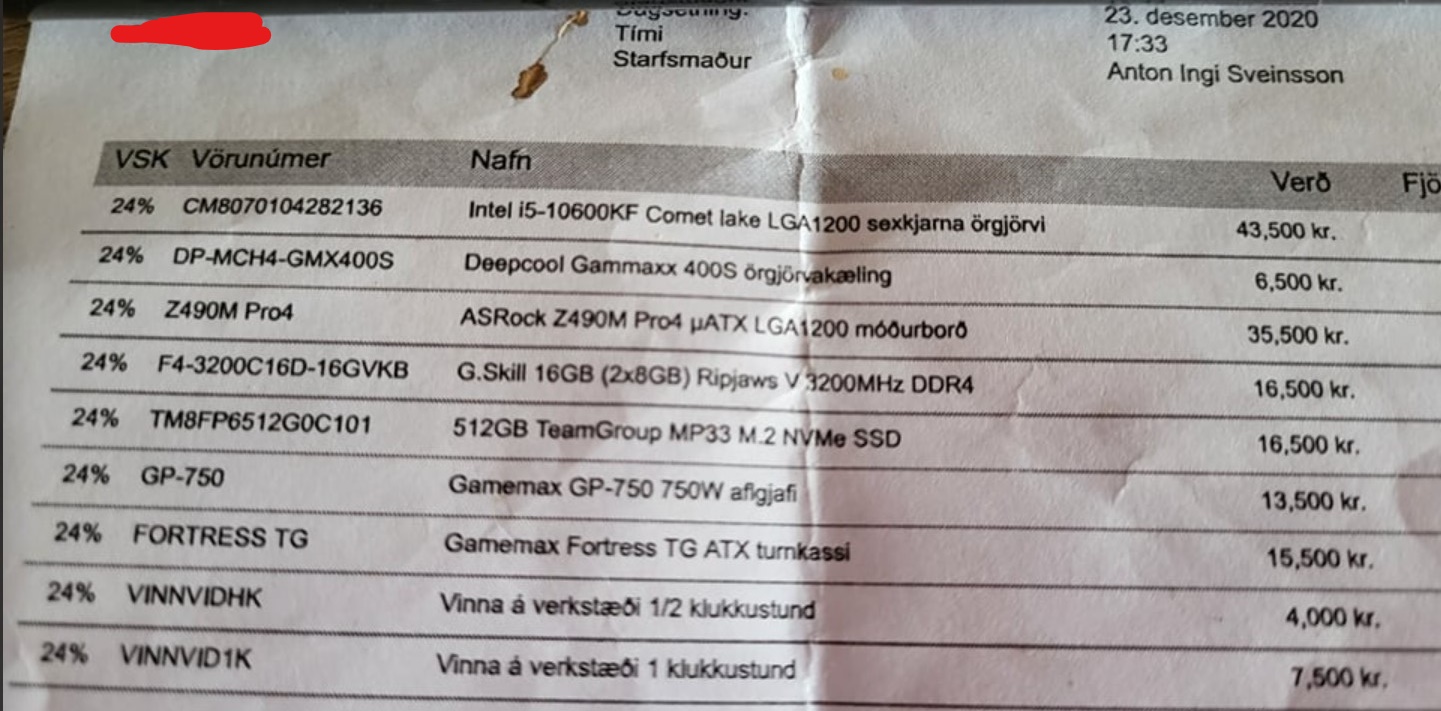 Dagsetning: 23. desember 2020
Tími 17:33
Starfsmaður Anton Ingi Sveinsson
VSK Vörunúmer Nafn Verð Fjö
24% CM8070104282136 Intel i5-10600KF Comet lake LGA1200 sexkjarna örgjörvi 43,500 kr.
24% DP-MCH4-GMX400S Deepcool Gammaxx 400S örgjörvakæling 6,500 kr.
24% Z490M Pro4 ASRock Z490M Pro4 µATX LGA1200 móðurborð 35,500 kr.
24% F4-3200C16D-16GVKB G.Skill 16GB (2x8GB) Ripjaws V 3200MHz DDR4 16,500 kr.
24% TM8FP6512G0C101 512GB TeamGroup MP33 M.2 NVMe SSD 16,500 kr.
24% GP-750 Gamemax GP-750 750W aflgjafi 13,500 kr.
24% FORTRESS TG Gamemax Fortress TG ATX turnkassi 15,500 kr.
24% VINNVIDHK Vinna á verkstæði 1/2 klukkustund 4,000 kr.
24% VINNVID1K Vinna á verkstæði 1 klukkustund 7,500 kr.